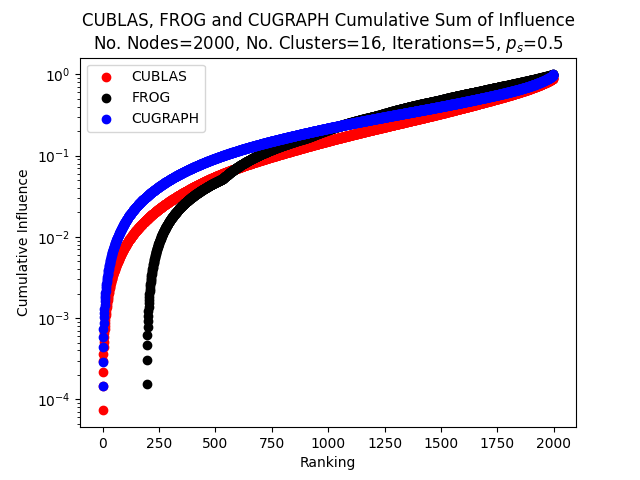 CUBLAS, FROG and CUGRAPH Cumulative Sum of Influence
No. Nodes=2000, No. Clusters=16, Iterations=5, pₛ=0.5
CUBLAS
FROG
CUGRAPH
10⁰
10⁻¹
10⁻²
10⁻³
10⁻⁴
Cumulative Influence
0 250 500 750 1000 1250 1500 1750 2000
Ranking